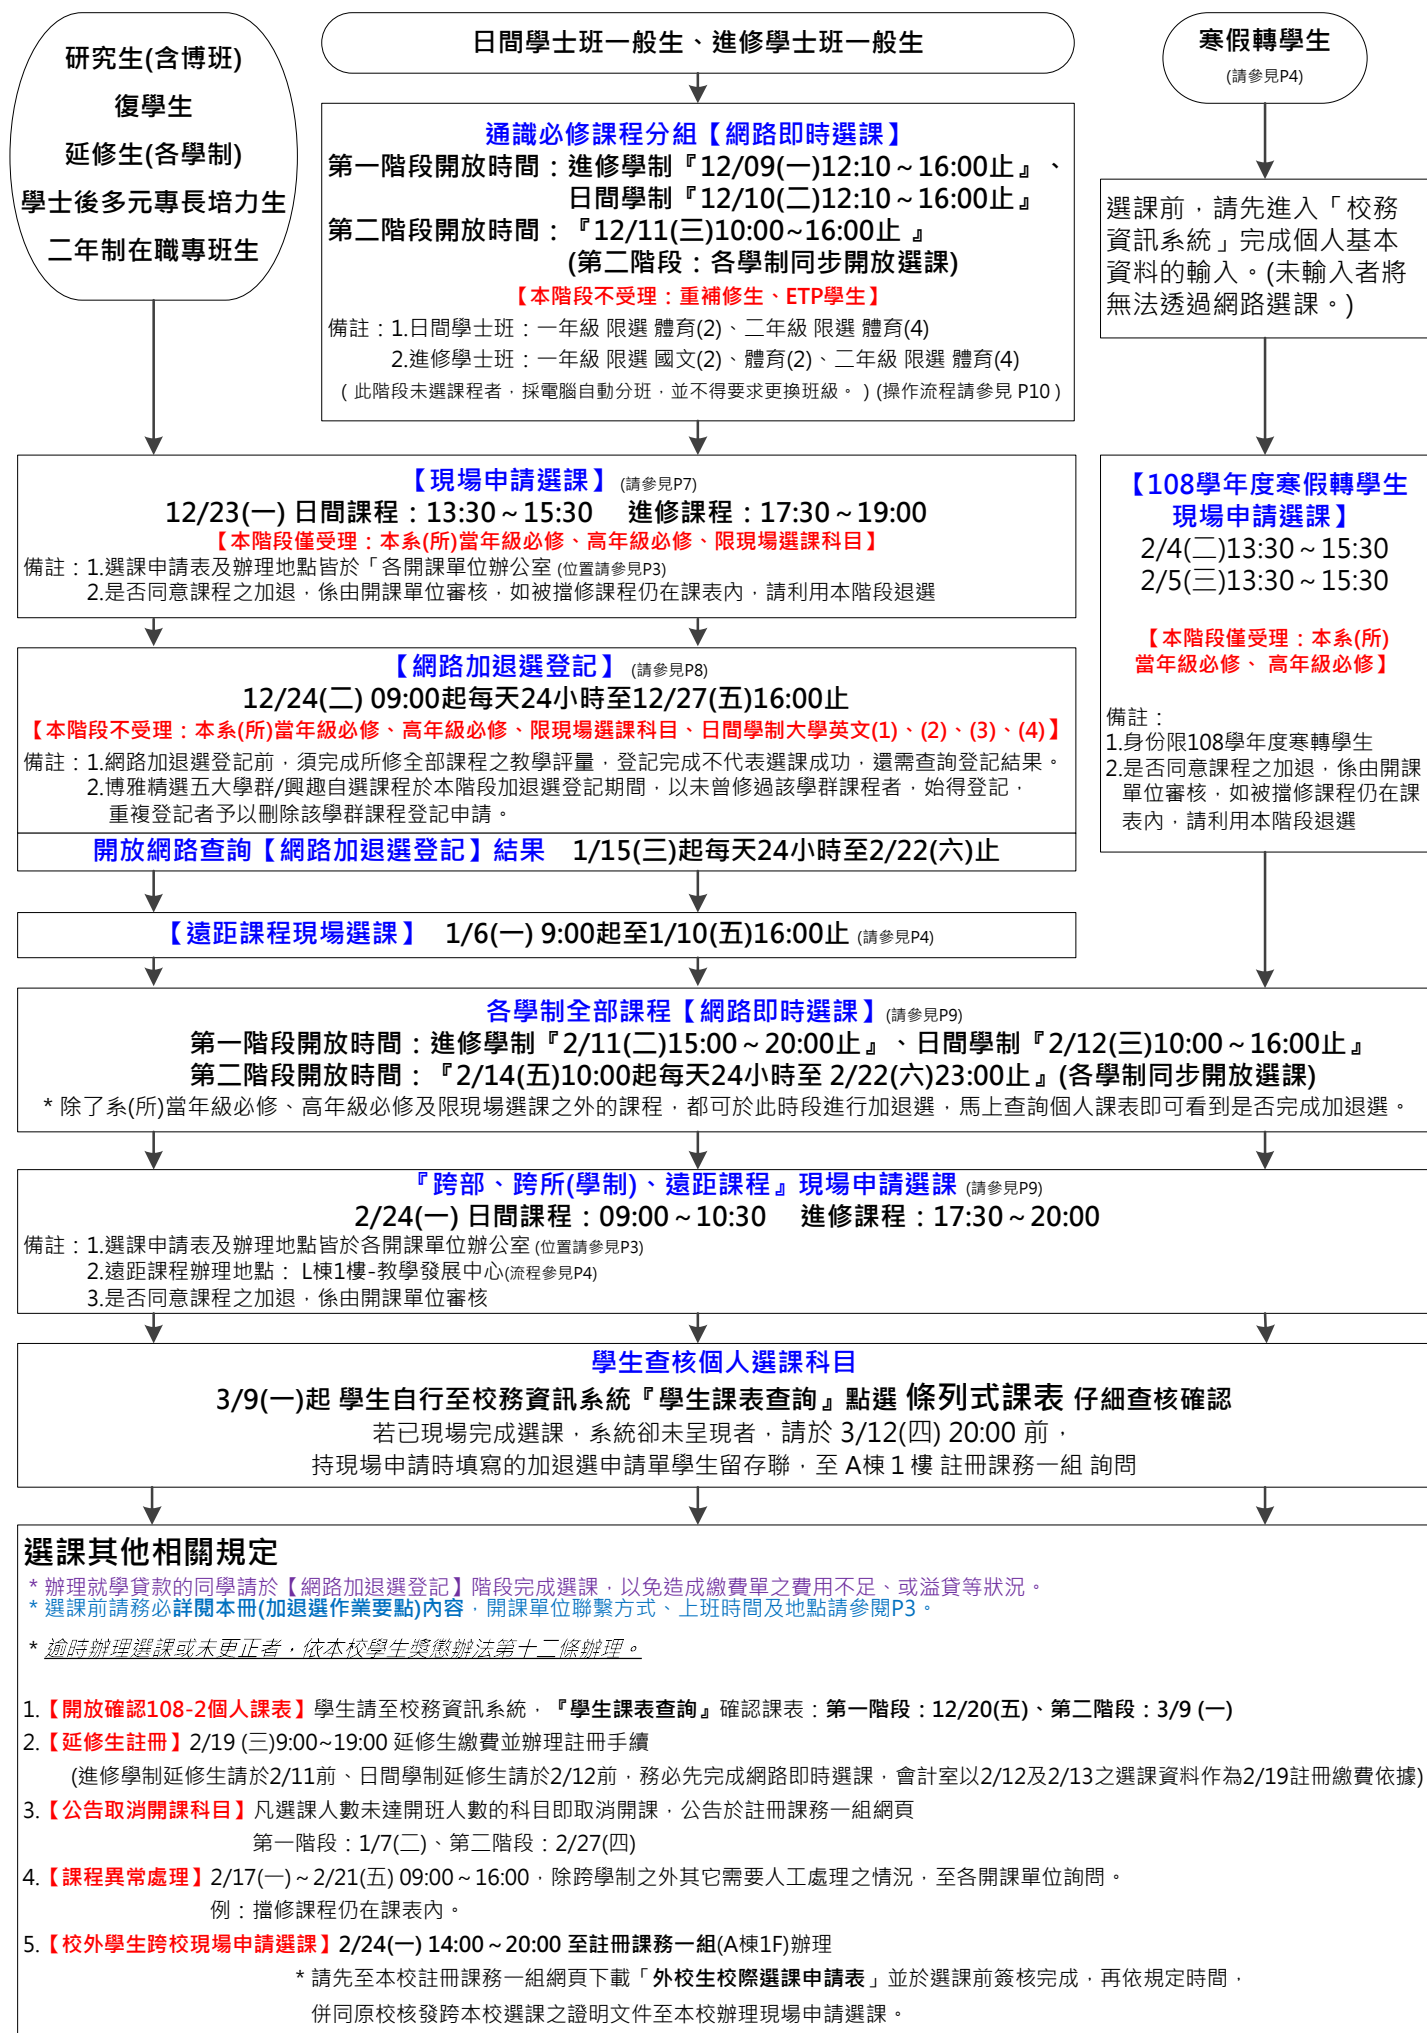 研究生(含博班)
復學生
延修生(各學制)
學士後多元專長培力生
二年制在職專班生
日間學士班一般生、進修學士班一般生
寒假轉學生
(請參見P4)
通識必修課程分組【網路即時選課】
第一階段開放時間：進修學制『12/09(一)12:10～16:00止』、
日間學制『12/10(二)12:10～16:00止』
第二階段開放時間：『12/11(三)10:00~16:00止 』
(第二階段：各學制同步開放選課)
【本階段不受理：重補修生、ETP學生】
備註：1.日間學士班：一年級 限選 體育(2)、二年級 限選 體育(4)
2.進修學士班：一年級 限選 國文(2)、體育(2)、二年級 限選 體育(4)
( 此階段未選課程者，採電腦自動分班，並不得要求更換班級。) (操作流程請參見 P10 )
選課前，請先進入「校務
資訊系統」完成個人基本
資料的輸入。(未輸入者將
無法透過網路選課。)
【現場申請選課】(請參見P7)
12/23(一) 日間課程：13:30～15:30 進修課程：17:30～19:00
【本階段僅受理：本系(所)當年級必修、高年級必修、限現場選課科目】
備註：1.選課申請表及辦理地點皆於「各開課單位辦公室 (位置請參見P3)
2.是否同意課程之加退，係由開課單位審核，如被擋修課程仍在課表內，請利用本階段退選
【108學年度寒假轉學生
現場申請選課】
2/4(二)13:30～15:30
2/5(三)13:30～15:30
【本階段僅受理：本系(所)
當年級必修、 高年級必修】
備註：
1.身份限108學年度寒轉學生
2.是否同意課程之加退，係由開課
單位審核，如被擋修課程仍在課
表內，請利用本階段退選
【網路加退選登記】 (請參見P8)
12/24(二) 09:00起每天24小時至12/27(五)16:00止
【本階段不受理：本系(所)當年級必修、高年級必修、限現場選課科目、日間學制大學英文(1)、(2)、(3)、(4)】
備註：1.網路加退選登記前，須完成所修全部課程之教學評量，登記完成不代表選課成功，還需查詢登記結果。
2.博雅精選五大學群/興趣自選課程於本階段加退選登記期間，以未曾修過該學群課程者，始得登記，
重複登記者予以刪除該學群課程登記申請。
開放網路查詢【網路加退選登記】結果 1/15(三)起每天24小時至2/22(六)止
【遠距課程現場選課】 1/6(一) 9:00起至1/10(五)16:00止 (請參見P4)
各學制全部課程【網路即時選課】(請參見P9)
第一階段開放時間：進修學制『2/11(二)15:00～20:00止』、日間學制『2/12(三)10:00～16:00止』
第二階段開放時間：『2/14(五)10:00起每天24小時至 2/22(六)23:00止』(各學制同步開放選課)
* 除了系(所)當年級必修、高年級必修及限現場選課之外的課程，都可於此時段進行加退選，馬上查詢個人課表即可看到是否完成加退選。
『跨部、跨所(學制)、遠距課程』現場申請選課 (請參見P9)
2/24(一) 日間課程：09:00～10:30 進修課程：17:30～20:00
備註：1.選課申請表及辦理地點皆於各開課單位辦公室 (位置請參見P3)
2.遠距課程辦理地點： L棟1樓-教學發展中心(流程參見P4)
3.是否同意課程之加退，係由開課單位審核
學生查核個人選課科目
3/9(一)起 學生自行至校務資訊系統『學生課表查詢』點選 條列式課表 仔細查核確認
若已現場完成選課，系統卻未呈現者，請於 3/12(四) 20:00 前，
持現場申請時填寫的加退選申請單學生留存聯，至 A棟１樓 註冊課務一組 詢問
選課其他相關規定
* 辦理就學貸款的同學請於【網路加退選登記】階段完成選課，以免造成繳費單之費用不足、或溢貸等狀況。
* 選課前請務必詳閱本冊(加退選作業要點)內容，開課單位聯繫方式、上班時間及地點請參閱P3。
* 逾時辦理選課或未更正者，依本校學生獎懲辦法第十二條辦理。
1.【開放確認108-2個人課表】學生請至校務資訊系統，『學生課表查詢』確認課表：第一階段：12/20(五)、第二階段：3/9 (一)
2.【延修生註冊】2/19 (三)9:00~19:00 延修生繳費並辦理註冊手續
(進修學制延修生請於2/11前、日間學制延修生請於2/12前，務必先完成網路即時選課，會計室以2/12及2/13之選課資料作為2/19註冊繳費依據)
3.【公告取消開課科目】凡選課人數未達開班人數的科目即取消開課，公告於註冊課務一組網頁
第一階段：1/7(二)、第二階段：2/27(四)
4.【課程異常處理】2/17(一)～2/21(五) 09:00～16:00，除跨學制之外其它需要人工處理之情況，至各開課單位詢問。
例：擋修課程仍在課表內。
5.【校外學生跨校現場申請選課】2/24(一) 14:00～20:00 至註冊課務一組(A棟1F)辦理
* 請先至本校註冊課務一組網頁下載「外校生校際選課申請表」並於選課前簽核完成，再依規定時間，
併同原校核發跨本校選課之證明文件至本校辦理現場申請選課。